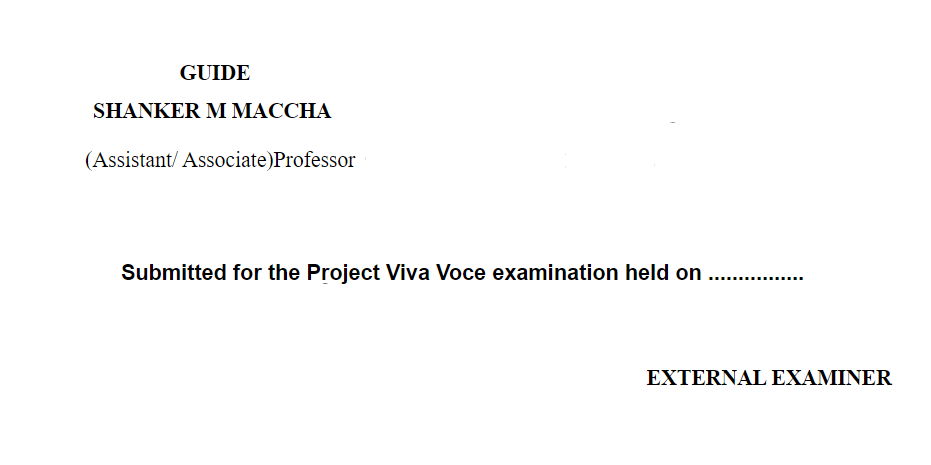 GUIDE
SHANKER M MACCHA
(Assistant/ Associate)Professor
Submitted for the Project Viva Voce examination held on ................
EXTERNAL EXAMINER